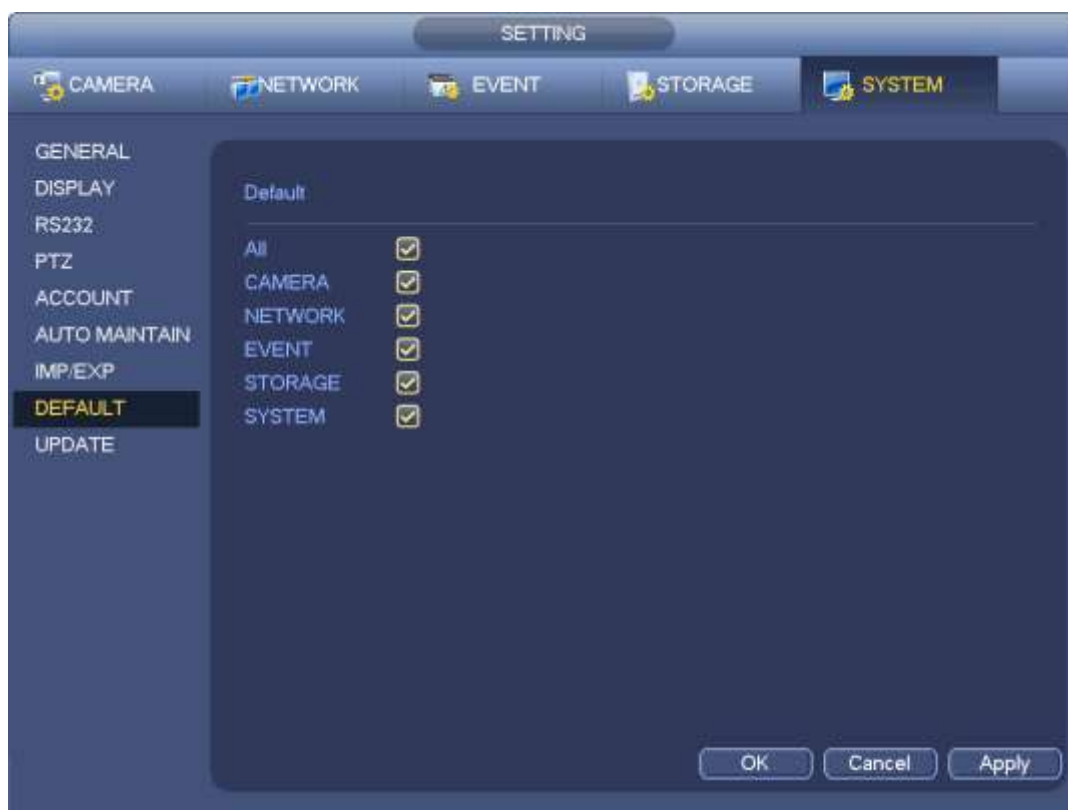 SETTING
CAMERA NETWORK EVENT STORAGE SYSTEM
GENERAL
DISPLAY
RS232
PTZ
ACCOUNT
AUTO MAINTAIN
IMP/EXP
DEFAULT
UPDATE
Default
All
CAMERA
NETWORK
EVENT
STORAGE
SYSTEM
OK Cancel Apply